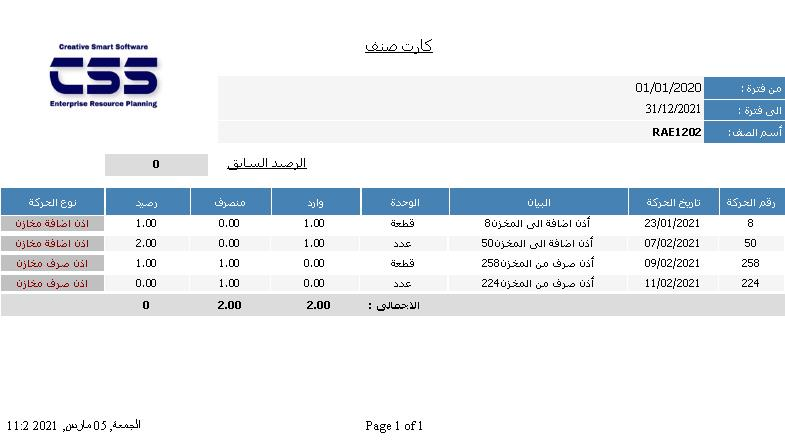 Creative Smart Software
CSS
Enterprise Resource Planning
كارت صنف
من فترة : 01/01/2020
الى فترة : 31/12/2021
أسم الصف: RAE1202
الرصيد السابق 0
رقم الحركة تاريخ الحركة البيان الوحدة وارد منصرف رصيد نوع الحركة
8 23/01/2021 أذن اضافة الى المخزن8 قطعة 1.00 0.00 1.00 اذن اضافة مخازن
50 07/02/2021 أذن اضافة الى المخزن50 عدد 1.00 0.00 2.00 اذن اضافة مخازن
258 09/02/2021 أذن صرف من المخزن258 قطعة 0.00 1.00 1.00 اذن صرف مخازن
224 11/02/2021 أذن صرف من المخزن224 عدد 0.00 1.00 0.00 اذن صرف مخازن
الاجمالى : 2.00 2.00 0
Page 1 of 1
الجمعة, 05 مارس, 2021 11:2